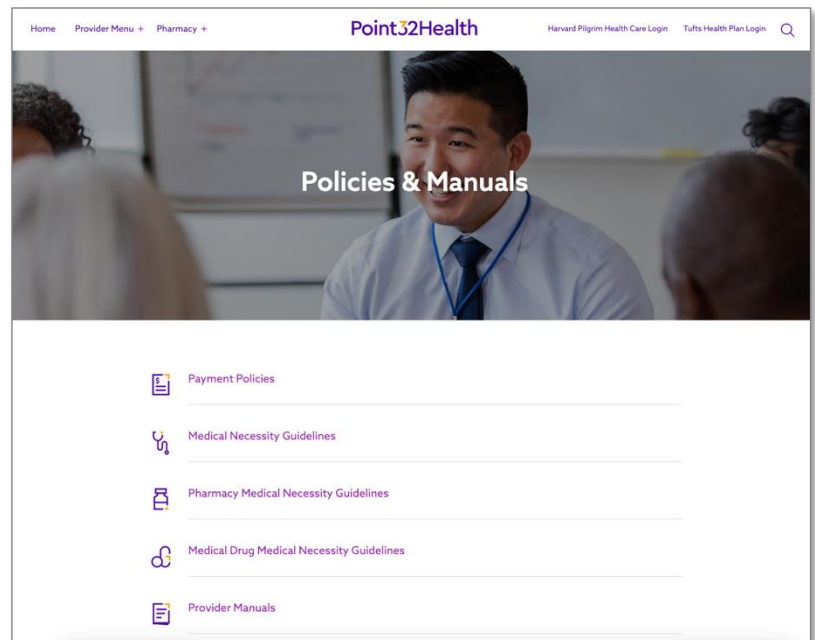 Home Provider Menu + Pharmacy + Point32Health Harvard Pilgrim Health Care Login Tufts Health Plan Login
Policies & Manuals
Payment Policies
Medical Necessity Guidelines
Pharmacy Medical Necessity Guidelines
Medical Drug Medical Necessity Guidelines
Provider Manuals